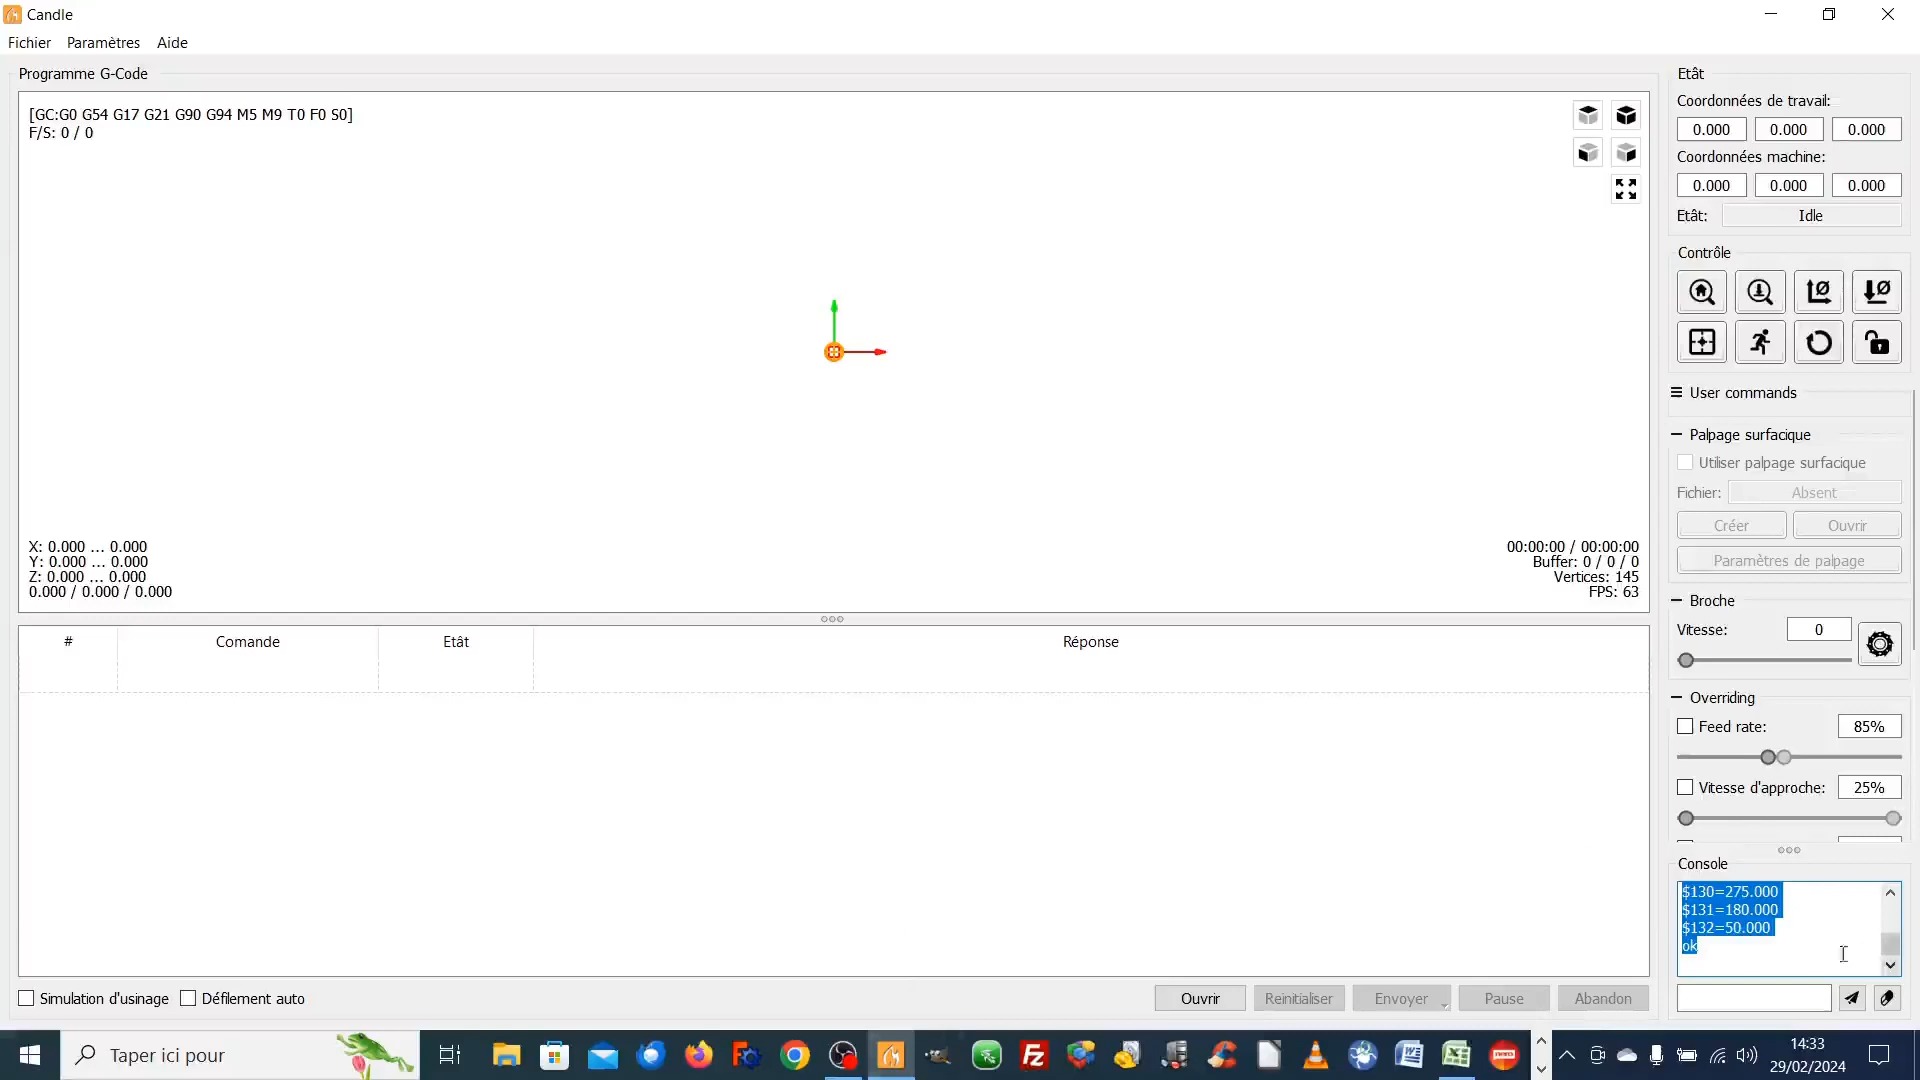 Candle
Fichier Paramètres Aide
Programme G-Code
[GC:G0 G54 G17 G21 G90 G94 M5 M9 T0 F0 S0]
F/S: 0 / 0
X: 0.000 ... 0.000
Y: 0.000 ... 0.000
Z: 0.000 ... 0.000
0.000 / 0.000 / 0.000
00:00:00 / 00:00:00
Buffer: 0 / 0 / 0
Vertices: 145
FPS: 63
# Comande Etât Réponse
Simulation d'usinage Défilement auto
Ouvrir Reinitialiser Envoyer Pause Abandon
Etât
Coordonnées de travail:
0.000 0.000 0.000
Coordonnées machine:
0.000 0.000 0.000
Etât: Idle
Contrôle
User commands
Palpage surfacique
Utiliser palpage surfacique
Fichier: Absent
Créer Ouvrir
Paramètres de palpage
Broche
Vitesse: 0
Overriding
Feed rate: 85%
Vitesse d'approche: 25%
Console
$130=275.000
$131=180.000
$132=50.000
ok
Taper ici pour
14:33
29/02/2024